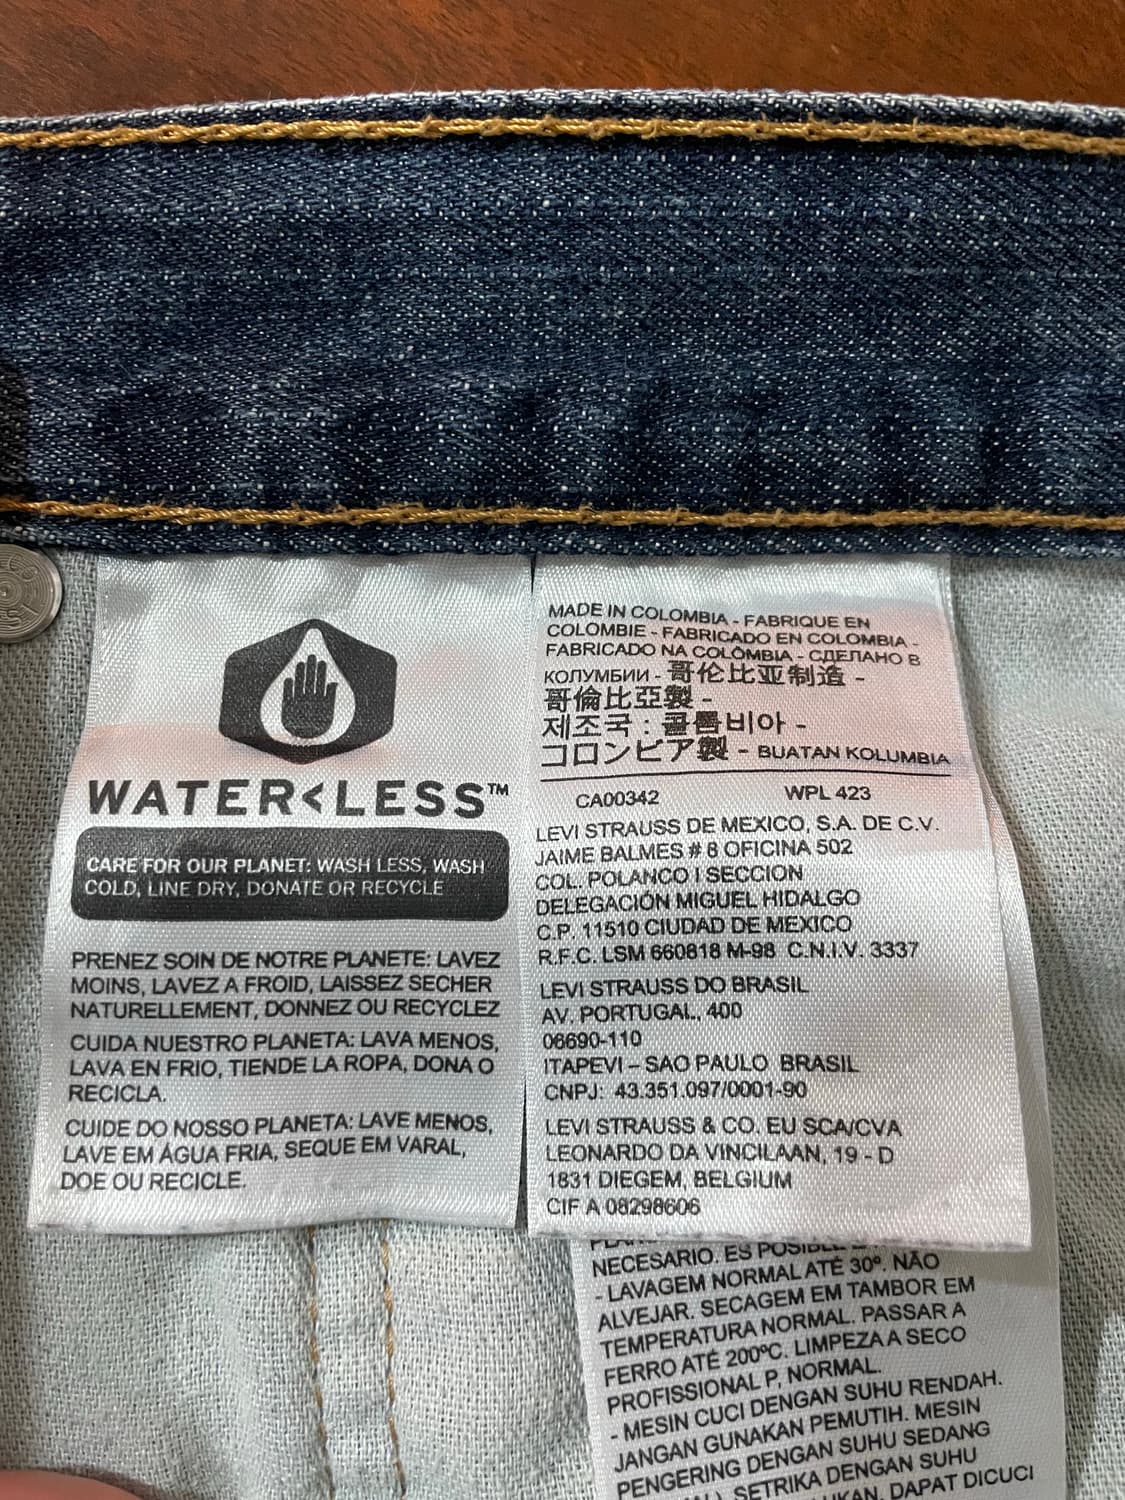 WATER<LESS™
CARE FOR OUR PLANET: WASH LESS, WASH
COLD, LINE DRY, DONATE OR RECYCLE
PRENEZ SOIN DE NOTRE PLANETE: LAVEZ
MOINS, LAVEZ A FROID, LAISSEZ SECHER
NATURELLEMENT, DONNEZ OU RECYCLEZ
CUIDA NUESTRO PLANETA: LAVA MENOS,
LAVA EN FRIO, TIENDE LA ROPA, DONA O
RECICLA.
CUIDE DO NOSSO PLANETA: LAVE MENOS,
LAVE EM ÁGUA FRIA, SEQUE EM VARAL,
DOE OU RECICLE.
MADE IN COLOMBIA - FABRIQUE EN
COLOMBIE - FABRICADO EN COLOMBIA -
FABRICADO NA COLÔMBIA - СДЕЛАНО В
КОЛУМБИИ - 哥伦比亚制造 -
哥倫比亞製 -
제조국 : 콜롬비아 -
コロンビア製 - BUATAN KOLUMBIA
CA00342 WPL 423
LEVI STRAUSS DE MEXICO, S.A. DE C.V.
JAIME BALMES # 8 OFICINA 502
COL. POLANCO I SECCION
DELEGACIÓN MIGUEL HIDALGO
C.P. 11510 CIUDAD DE MEXICO
R.F.C. LSM 660818 M-98 C.N.I.V. 3337
LEVI STRAUSS DO BRASIL
AV. PORTUGAL, 400
06690-110
ITAPEVI – SAO PAULO BRASIL
CNPJ: 43.351.097/0001-90
LEVI STRAUSS & CO. EU SCA/CVA
LEONARDO DA VINCILAAN, 19 - D
1831 DIEGEM, BELGIUM
CIF A 08298606
NECESARIO. ES POSIBLE
- LAVAGEM NORMAL ATÉ 30º. NÃO
ALVEJAR. SECAGEM EM TAMBOR EM
TEMPERATURA NORMAL. PASSAR A
FERRO ATÉ 200ºC. LIMPEZA A SECO
PROFISSIONAL P, NORMAL.
- MESIN CUCI DENGAN SUHU RENDAH.
JANGAN GUNAKAN PEMUTIH. MESIN
PENGERING DENGAN SUHU SEDANG
SETRIKA DENGAN SUHU
DAPAT DICUCI